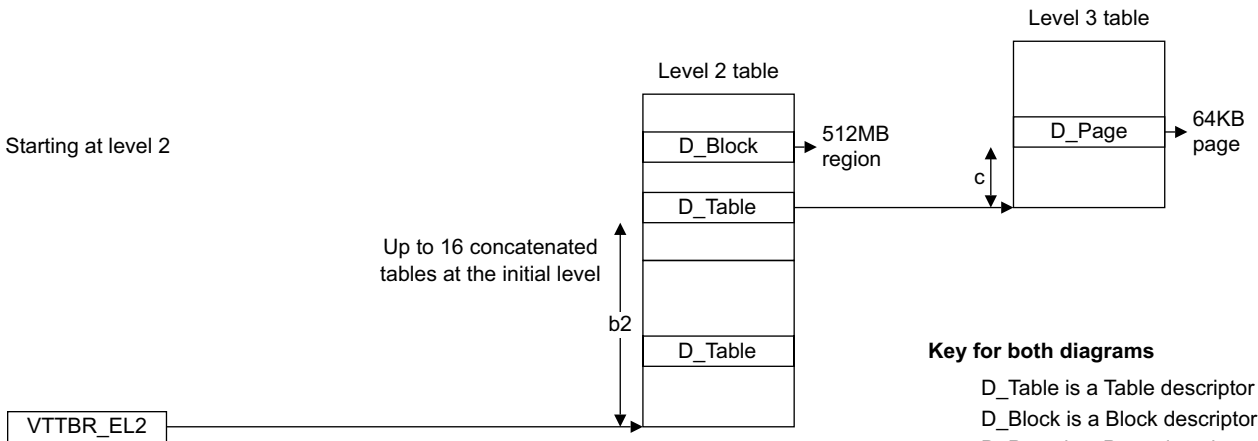 Level 3 table
Level 2 table
D_Block
512MB
region
D_Page
64KB
page
Starting at level 2
c
D_Table
Up to 16 concatenated
tables at the initial level
b2
D_Table
Key for both diagrams
D_Table is a Table descriptor
D_Block is a Block descriptor
VTTBR_EL2